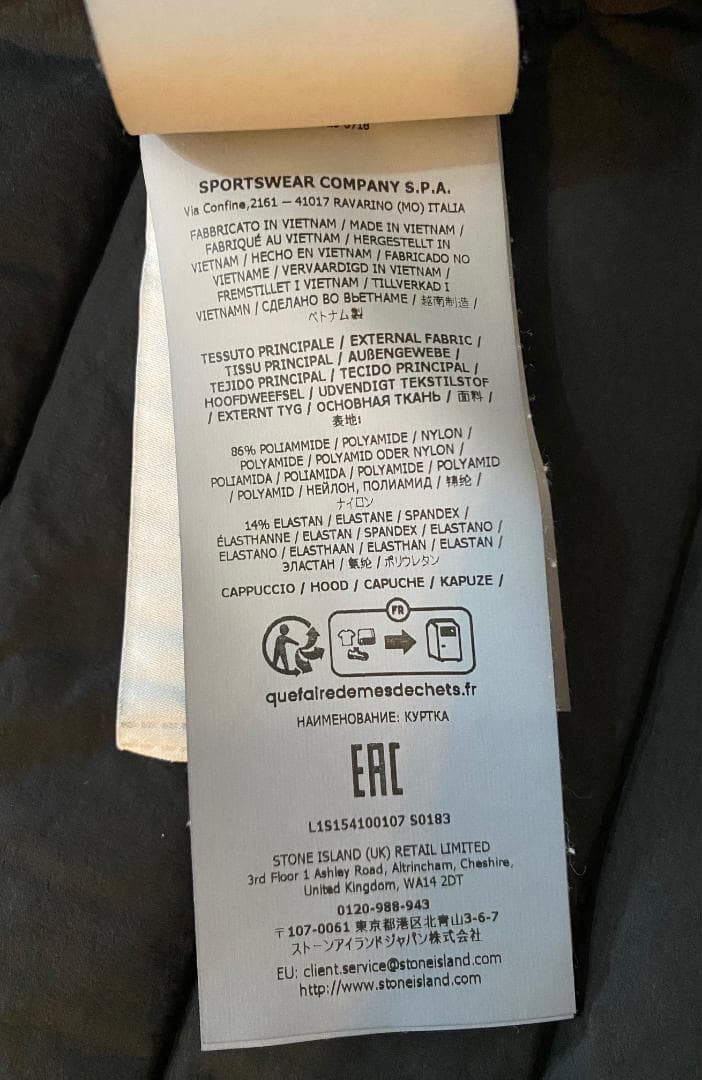 SPORTSWEAR COMPANY S.P.A.
Via Confine,2161 — 41017 RAVARINO (MO) ITALIA
FABBRICATO IN VIETNAM / MADE IN VIETNAM /
FABRIQUÉ AU VIETNAM / HERGESTELLT IN
VIETNAM / HECHO EN VIETNAM / FABRICADO NO
VIETNAME / VERVAARDIGD IN VIETNAM /
FREMSTILLET I VIETNAM / TILLVERKAD I
VIETNAMN / СДЕЛАНО ВО ВЬЕТНАМЕ / 越南制造 /
ベトナム製
TESSUTO PRINCIPALE / EXTERNAL FABRIC /
TISSU PRINCIPAL / AUßENGEWEBE /
TEJIDO PRINCIPAL / TECIDO PRINCIPAL /
HOOFDWEEFSEL / UDVENDIGT TEKSTILSTOF
/ EXTERNT TYG / ОСНОВНАЯ ТКАНЬ / 面料 /
表地:
86% POLIAMMIDE / POLYAMIDE / NYLON /
POLYAMIDE / POLYAMID ODER NYLON /
POLIAMIDA / POLIAMIDA / POLYAMIDE / POLYAMID
/ POLYAMID / НЕЙЛОН, ПОЛИАМИД / 锦纶 /
ナイロン
14% ELASTAN / ELASTANE / SPANDEX /
ÉLASTHANNE / ELASTAN / SPANDEX / ELASTANO /
ELASTANO / ELASTHAAN / ELASTHAN / ELASTAN /
ЭЛАСТАН / 氨纶 / ポリウレタン
CAPPUCCIO / HOOD / CAPUCHE / KAPUZE /
FR
quefairedemesdechets.fr
НАИМЕНОВАНИЕ: КУРТКА
EAC
L1S154100107 S0183
STONE ISLAND (UK) RETAIL LIMITED
3rd Floor 1 Ashley Road, Altrincham, Cheshire,
United Kingdom, WA14 2DT
0120-988-943
〒107-0061 東京都港区北青山3-6-7
ストーンアイランドジャパン株式会社
EU: client.service@stoneisland.com
http://www.stoneisland.com